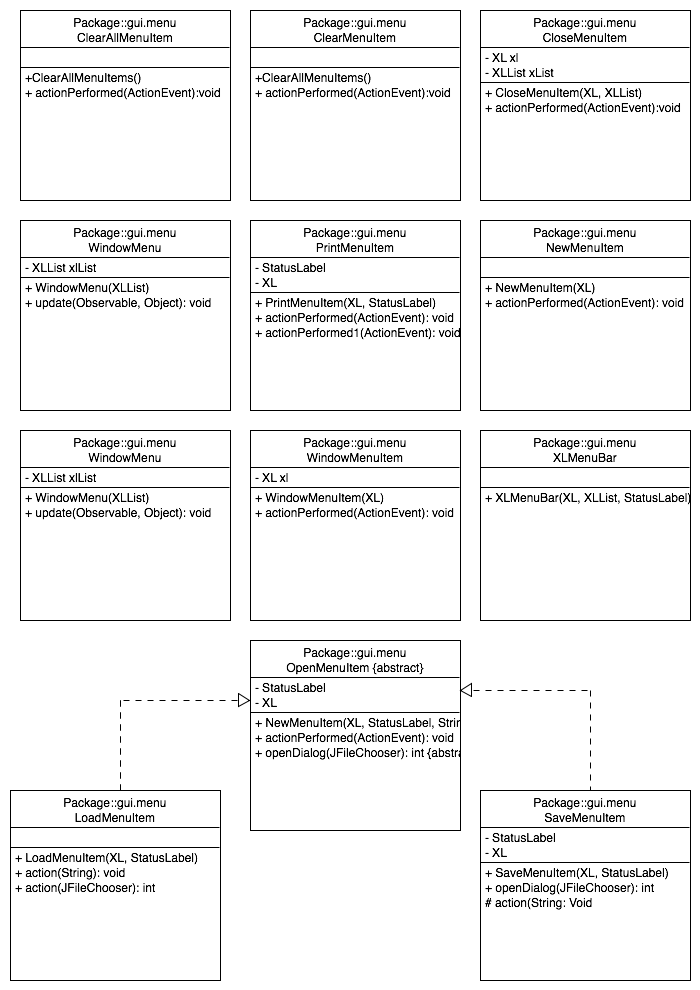 Package::gui.menu
ClearAllMenuItem
+ClearAllMenuItems()
+ actionPerformed(ActionEvent):void
Package::gui.menu
ClearMenuItem
+ClearAllMenuItems()
+ actionPerformed(ActionEvent):void
Package::gui.menu
CloseMenuItem
- XL xl
- XLList xList
+ CloseMenuItem(XL, XLList)
+ actionPerformed(ActionEvent):void
Package::gui.menu
WindowMenu
- XLList xlList
+ WindowMenu(XLList)
+ update(Observable, Object): void
Package::gui.menu
PrintMenuItem
- StatusLabel
- XL
+ PrintMenuItem(XL, StatusLabel)
+ actionPerformed(ActionEvent): void
+ actionPerformed1(ActionEvent): void
Package::gui.menu
NewMenuItem
+ NewMenuItem(XL)
+ actionPerformed(ActionEvent): void
Package::gui.menu
WindowMenu
- XLList xlList
+ WindowMenu(XLList)
+ update(Observable, Object): void
Package::gui.menu
WindowMenuItem
- XL xl
+ WindowMenuItem(XL)
+ actionPerformed(ActionEvent): void
Package::gui.menu
XLMenuBar
+ XLMenuBar(XL, XLList, StatusLabel)
Package::gui.menu
OpenMenuItem {abstract}
- StatusLabel
- XL
+ NewMenuItem(XL, StatusLabel, Strin
+ actionPerformed(ActionEvent): void
+ openDialog(JFileChooser): int {abstra
Package::gui.menu
LoadMenuItem
+ LoadMenuItem(XL, StatusLabel)
+ action(String): void
+ action(JFileChooser): int
Package::gui.menu
SaveMenuItem
- StatusLabel
- XL
+ SaveMenuItem(XL, StatusLabel)
+ openDialog(JFileChooser): int
# action(String: Void